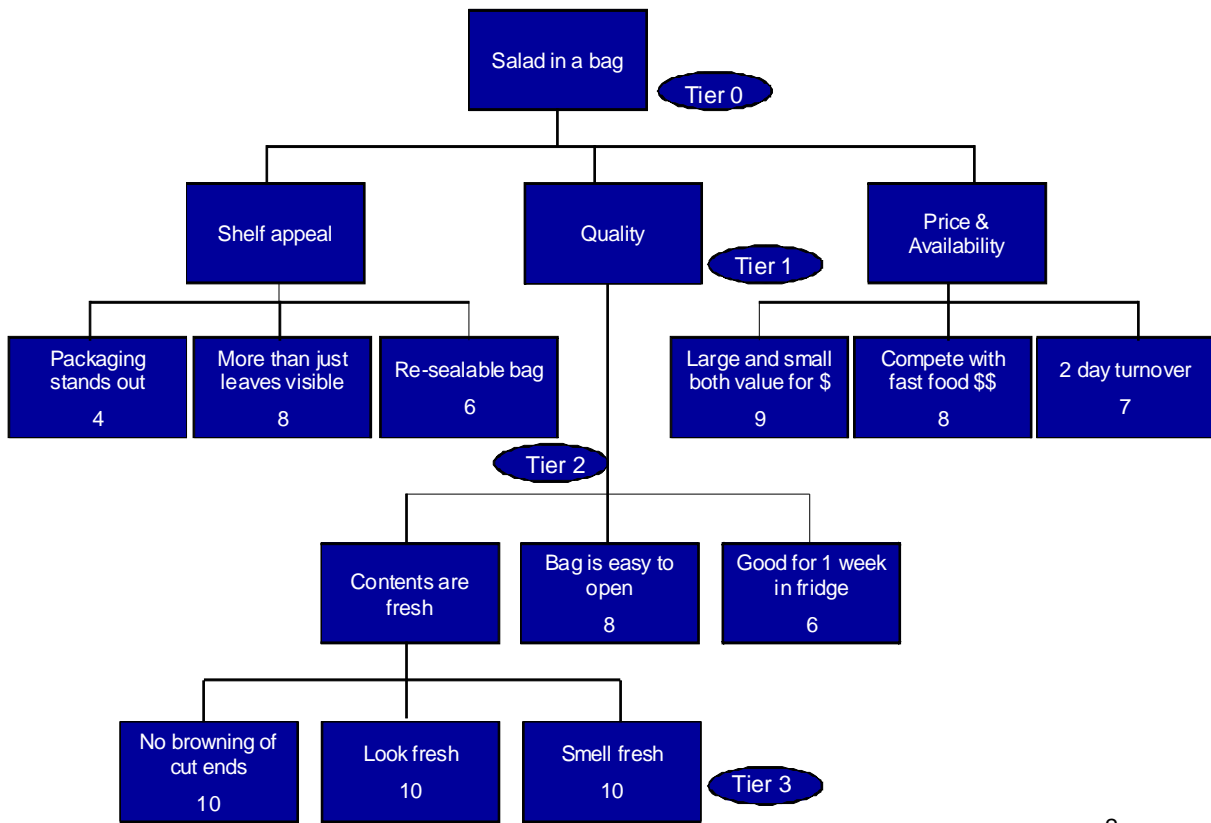 Salad in a bag
Tier 0
Shelf appeal
Quality
Price &
Availability
Tier 1
Packaging
stands out
4
More than just
leaves visible
8
Re-sealable bag
6
Large and small
both value for $
9
Compete with
fast food $$
8
2 day turnover
7
Tier 2
Contents are
fresh
Bag is easy to
open
8
Good for 1 week
in fridge
6
No browning of
cut ends
10
Look fresh
10
Smell fresh
10
Tier 3